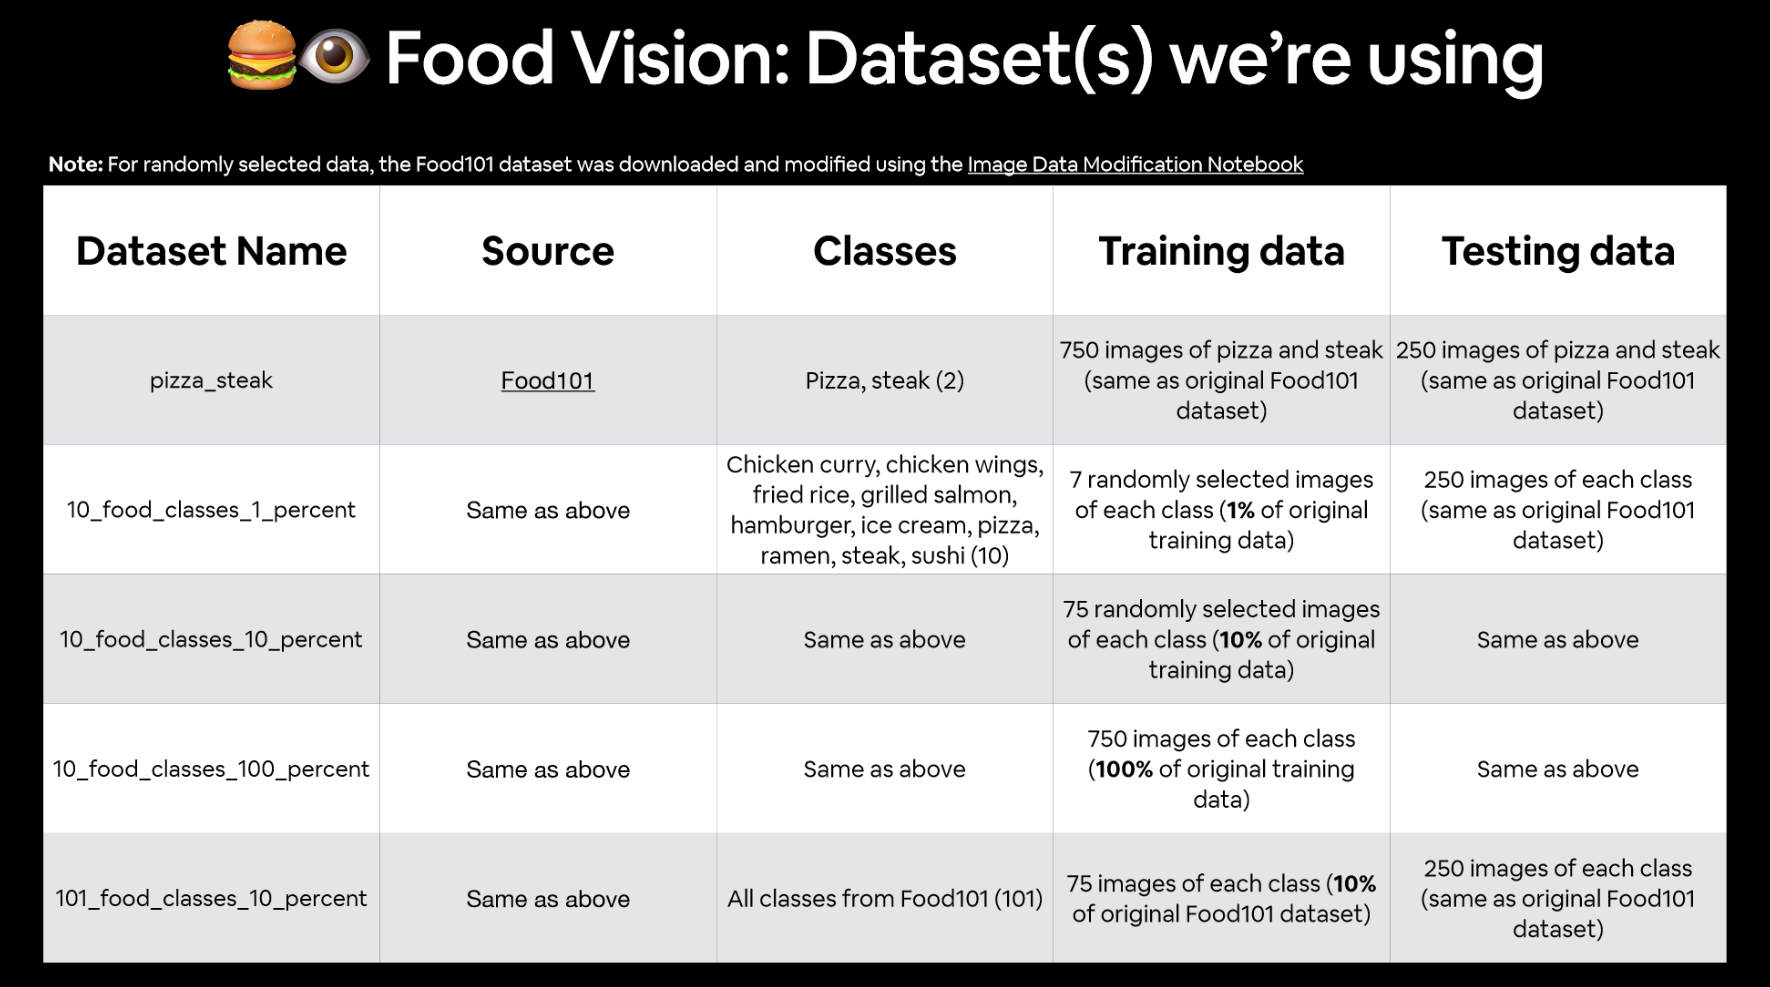 Food Vision: Dataset(s) we’re using
Note: For randomly selected data, the Food101 dataset was downloaded and modified using the Image Data Modification Notebook
Dataset Name
Source
Classes
Training data
Testing data
pizza_steak
Food101
Pizza, steak (2)
750 images of pizza and steak
(same as original Food101
dataset)
250 images of pizza and steak
(same as original Food101
dataset)
10_food_classes_1_percent
Same as above
Chicken curry, chicken wings,
fried rice, grilled salmon,
hamburger, ice cream, pizza,
ramen, steak, sushi (10)
7 randomly selected images
of each class (1% of original
training data)
250 images of each class
(same as original Food101
dataset)
10_food_classes_10_percent
Same as above
Same as above
75 randomly selected images
of each class (10% of original
training data)
Same as above
10_food_classes_100_percent
Same as above
Same as above
750 images of each class
(100% of original training
data)
Same as above
101_food_classes_10_percent
Same as above
All classes from Food101 (101)
75 images of each class (10%
of original Food101 dataset)
250 images of each class
(same as original Food101
dataset)